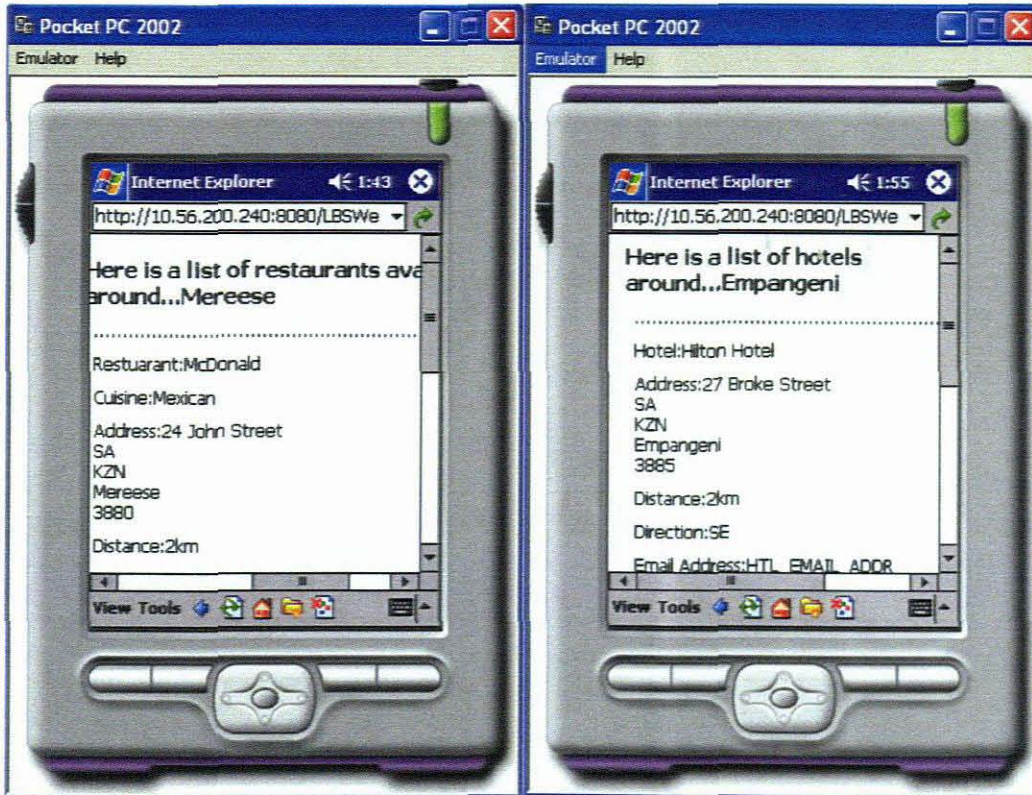 Pocket PC 2002
Emulator Help
Internet Explorer 1:43
http://10.56.200.240:8080/LBSWe
Here is a list of restaurants ava
around...Mereese
Restuarant:McDonald
Cuisine:Mexican
Address:24 John Street
SA
KZN
Mereese
3880
Distance:2km
View Tools
Pocket PC 2002
Emulator Help
Internet Explorer 1:55
http://10.56.200.240:8080/LBSWe
Here is a list of hotels
around...Empangeni
Hotel:Hilton Hotel
Address:27 Broke Street
SA
KZN
Empangeni
3885
Distance:2km
Direction:SE
Email Address:HTL_EMAIL_ADDR
View Tools